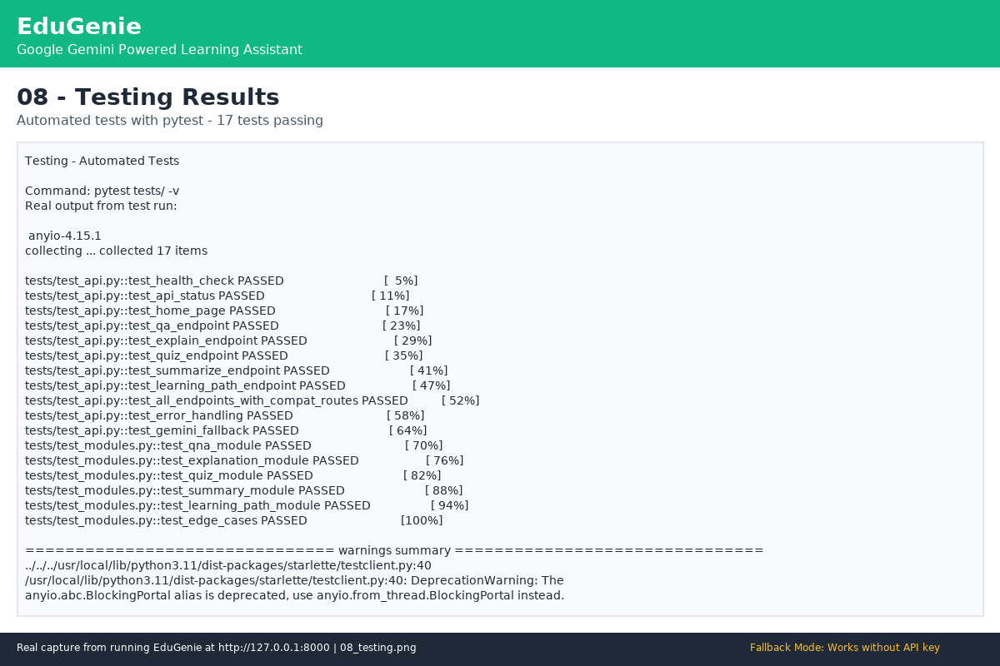 EduGenie
Google Gemini Powered Learning Assistant
08 - Testing Results
Automated tests with pytest - 17 tests passing
Testing - Automated Tests
Command: pytest tests/ -v
Real output from test run:
anyio-4.15.1
collecting ... collected 17 items
tests/test_api.py::test_health_check PASSED [  5%]
tests/test_api.py::test_api_status PASSED [ 11%]
tests/test_api.py::test_home_page PASSED [ 17%]
tests/test_api.py::test_qa_endpoint PASSED [ 23%]
tests/test_api.py::test_explain_endpoint PASSED [ 29%]
tests/test_api.py::test_quiz_endpoint PASSED [ 35%]
tests/test_api.py::test_summarize_endpoint PASSED [ 41%]
tests/test_api.py::test_learning_path_endpoint PASSED [ 47%]
tests/test_api.py::test_all_endpoints_with_compat_routes PASSED [ 52%]
tests/test_api.py::test_error_handling PASSED [ 58%]
tests/test_api.py::test_gemini_fallback PASSED [ 64%]
tests/test_modules.py::test_qna_module PASSED [ 70%]
tests/test_modules.py::test_explanation_module PASSED [ 76%]
tests/test_modules.py::test_quiz_module PASSED [ 82%]
tests/test_modules.py::test_summary_module PASSED [ 88%]
tests/test_modules.py::test_learning_path_module PASSED [ 94%]
tests/test_modules.py::test_edge_cases PASSED [100%]
=============================== warnings summary ===============================
../../../usr/local/lib/python3.11/dist-packages/starlette/testclient.py:40
/usr/local/lib/python3.11/dist-packages/starlette/testclient.py:40: DeprecationWarning: The
anyio.abc.BlockingPortal alias is deprecated, use anyio.from_thread.BlockingPortal instead.
Real capture from running EduGenie at http://127.0.0.1:8000 | 08_testing.png
Fallback Mode: Works without API key